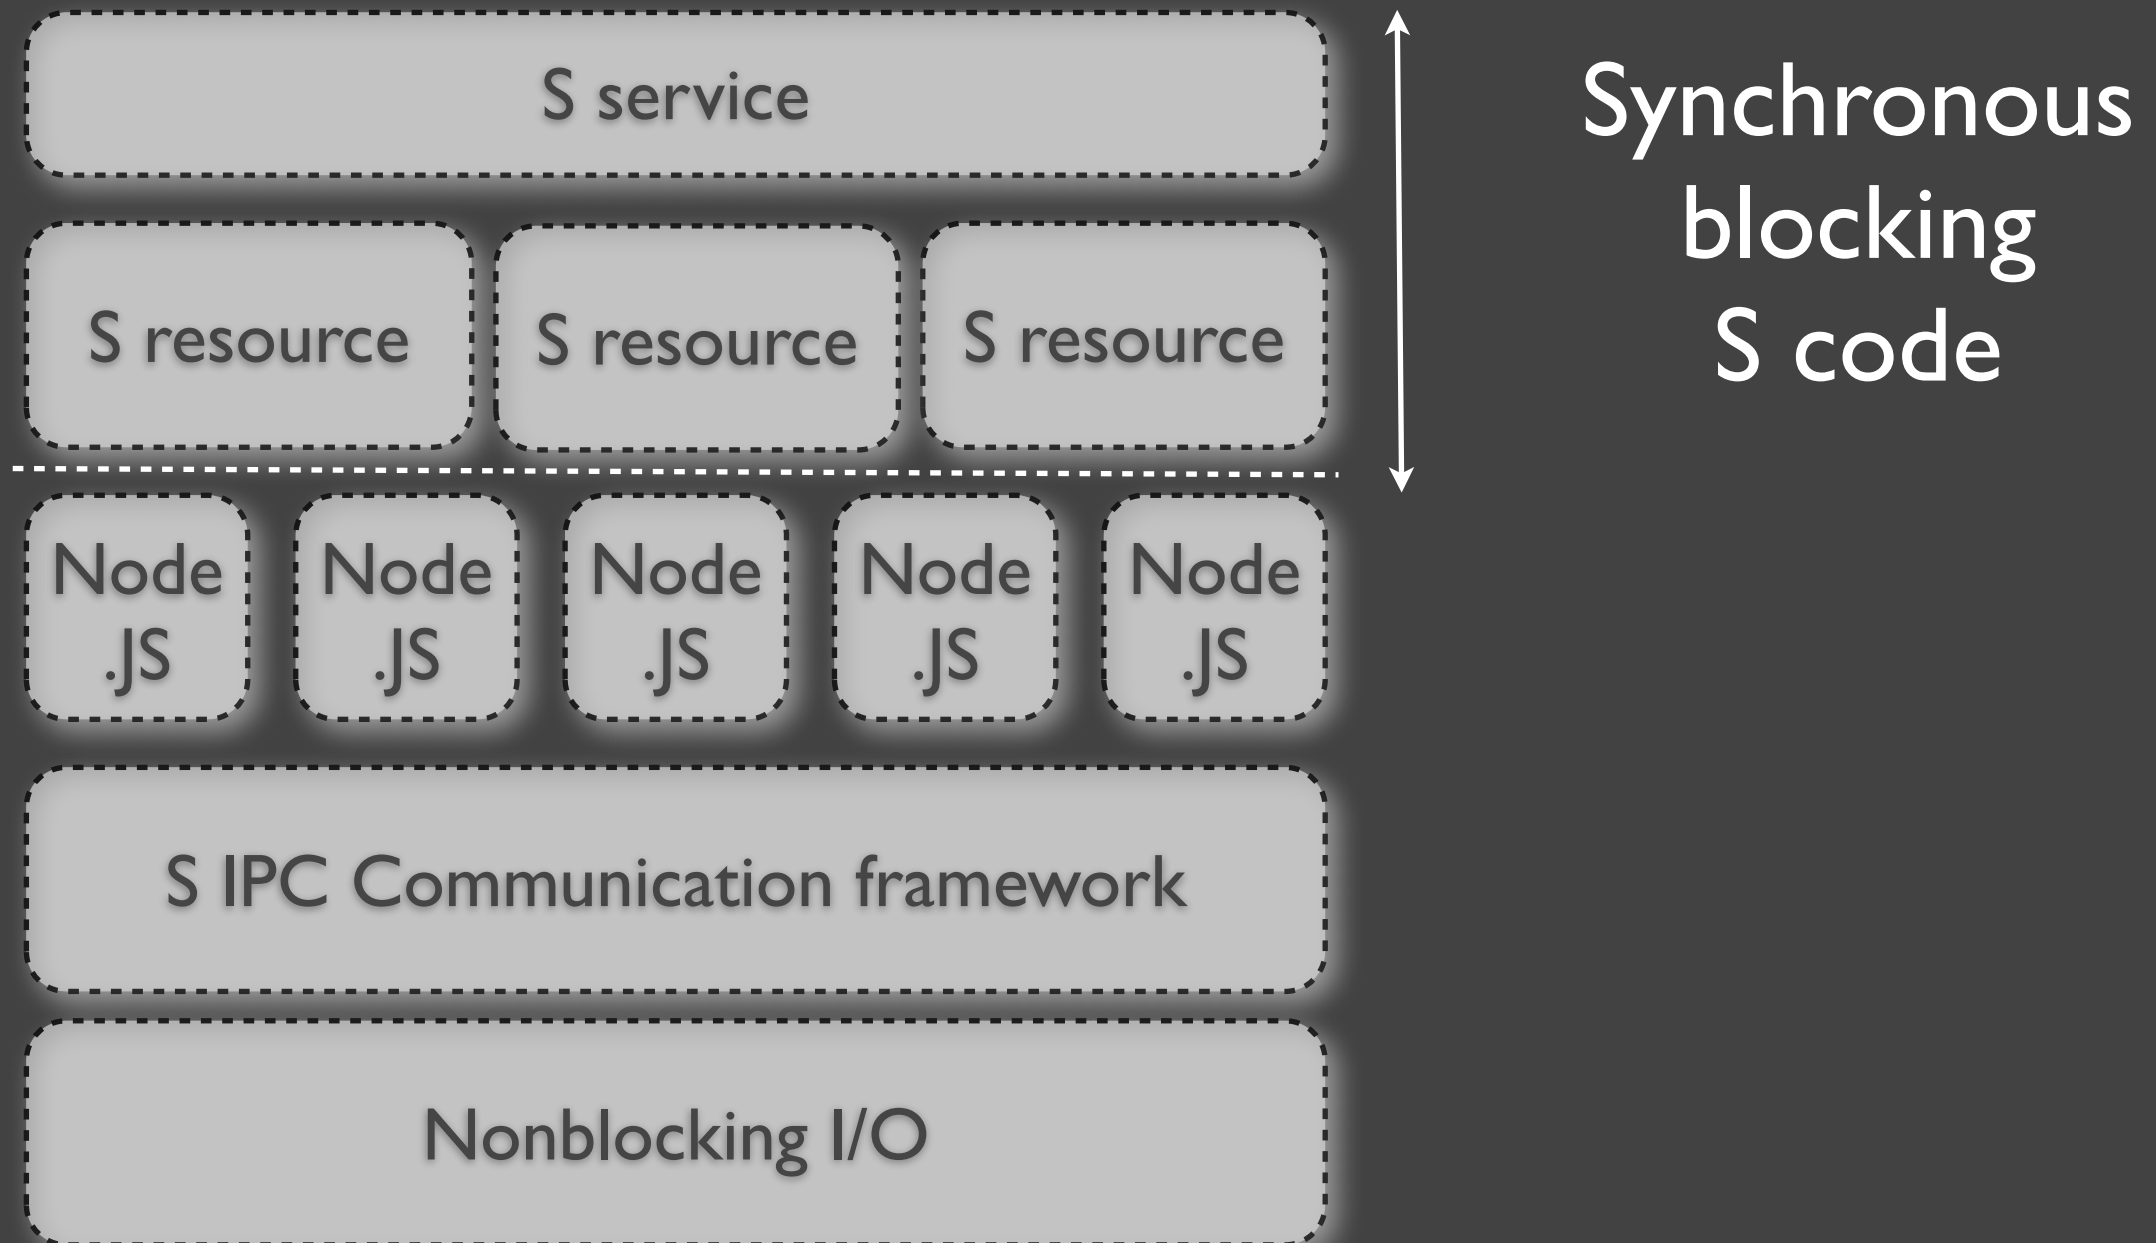 S service
Synchronous
blocking
S code
S resource
S resource
S resource
Node
.JS
Node
.JS
Node
.JS
Node
.JS
Node
.JS
S IPC Communication framework
Nonblocking I/O